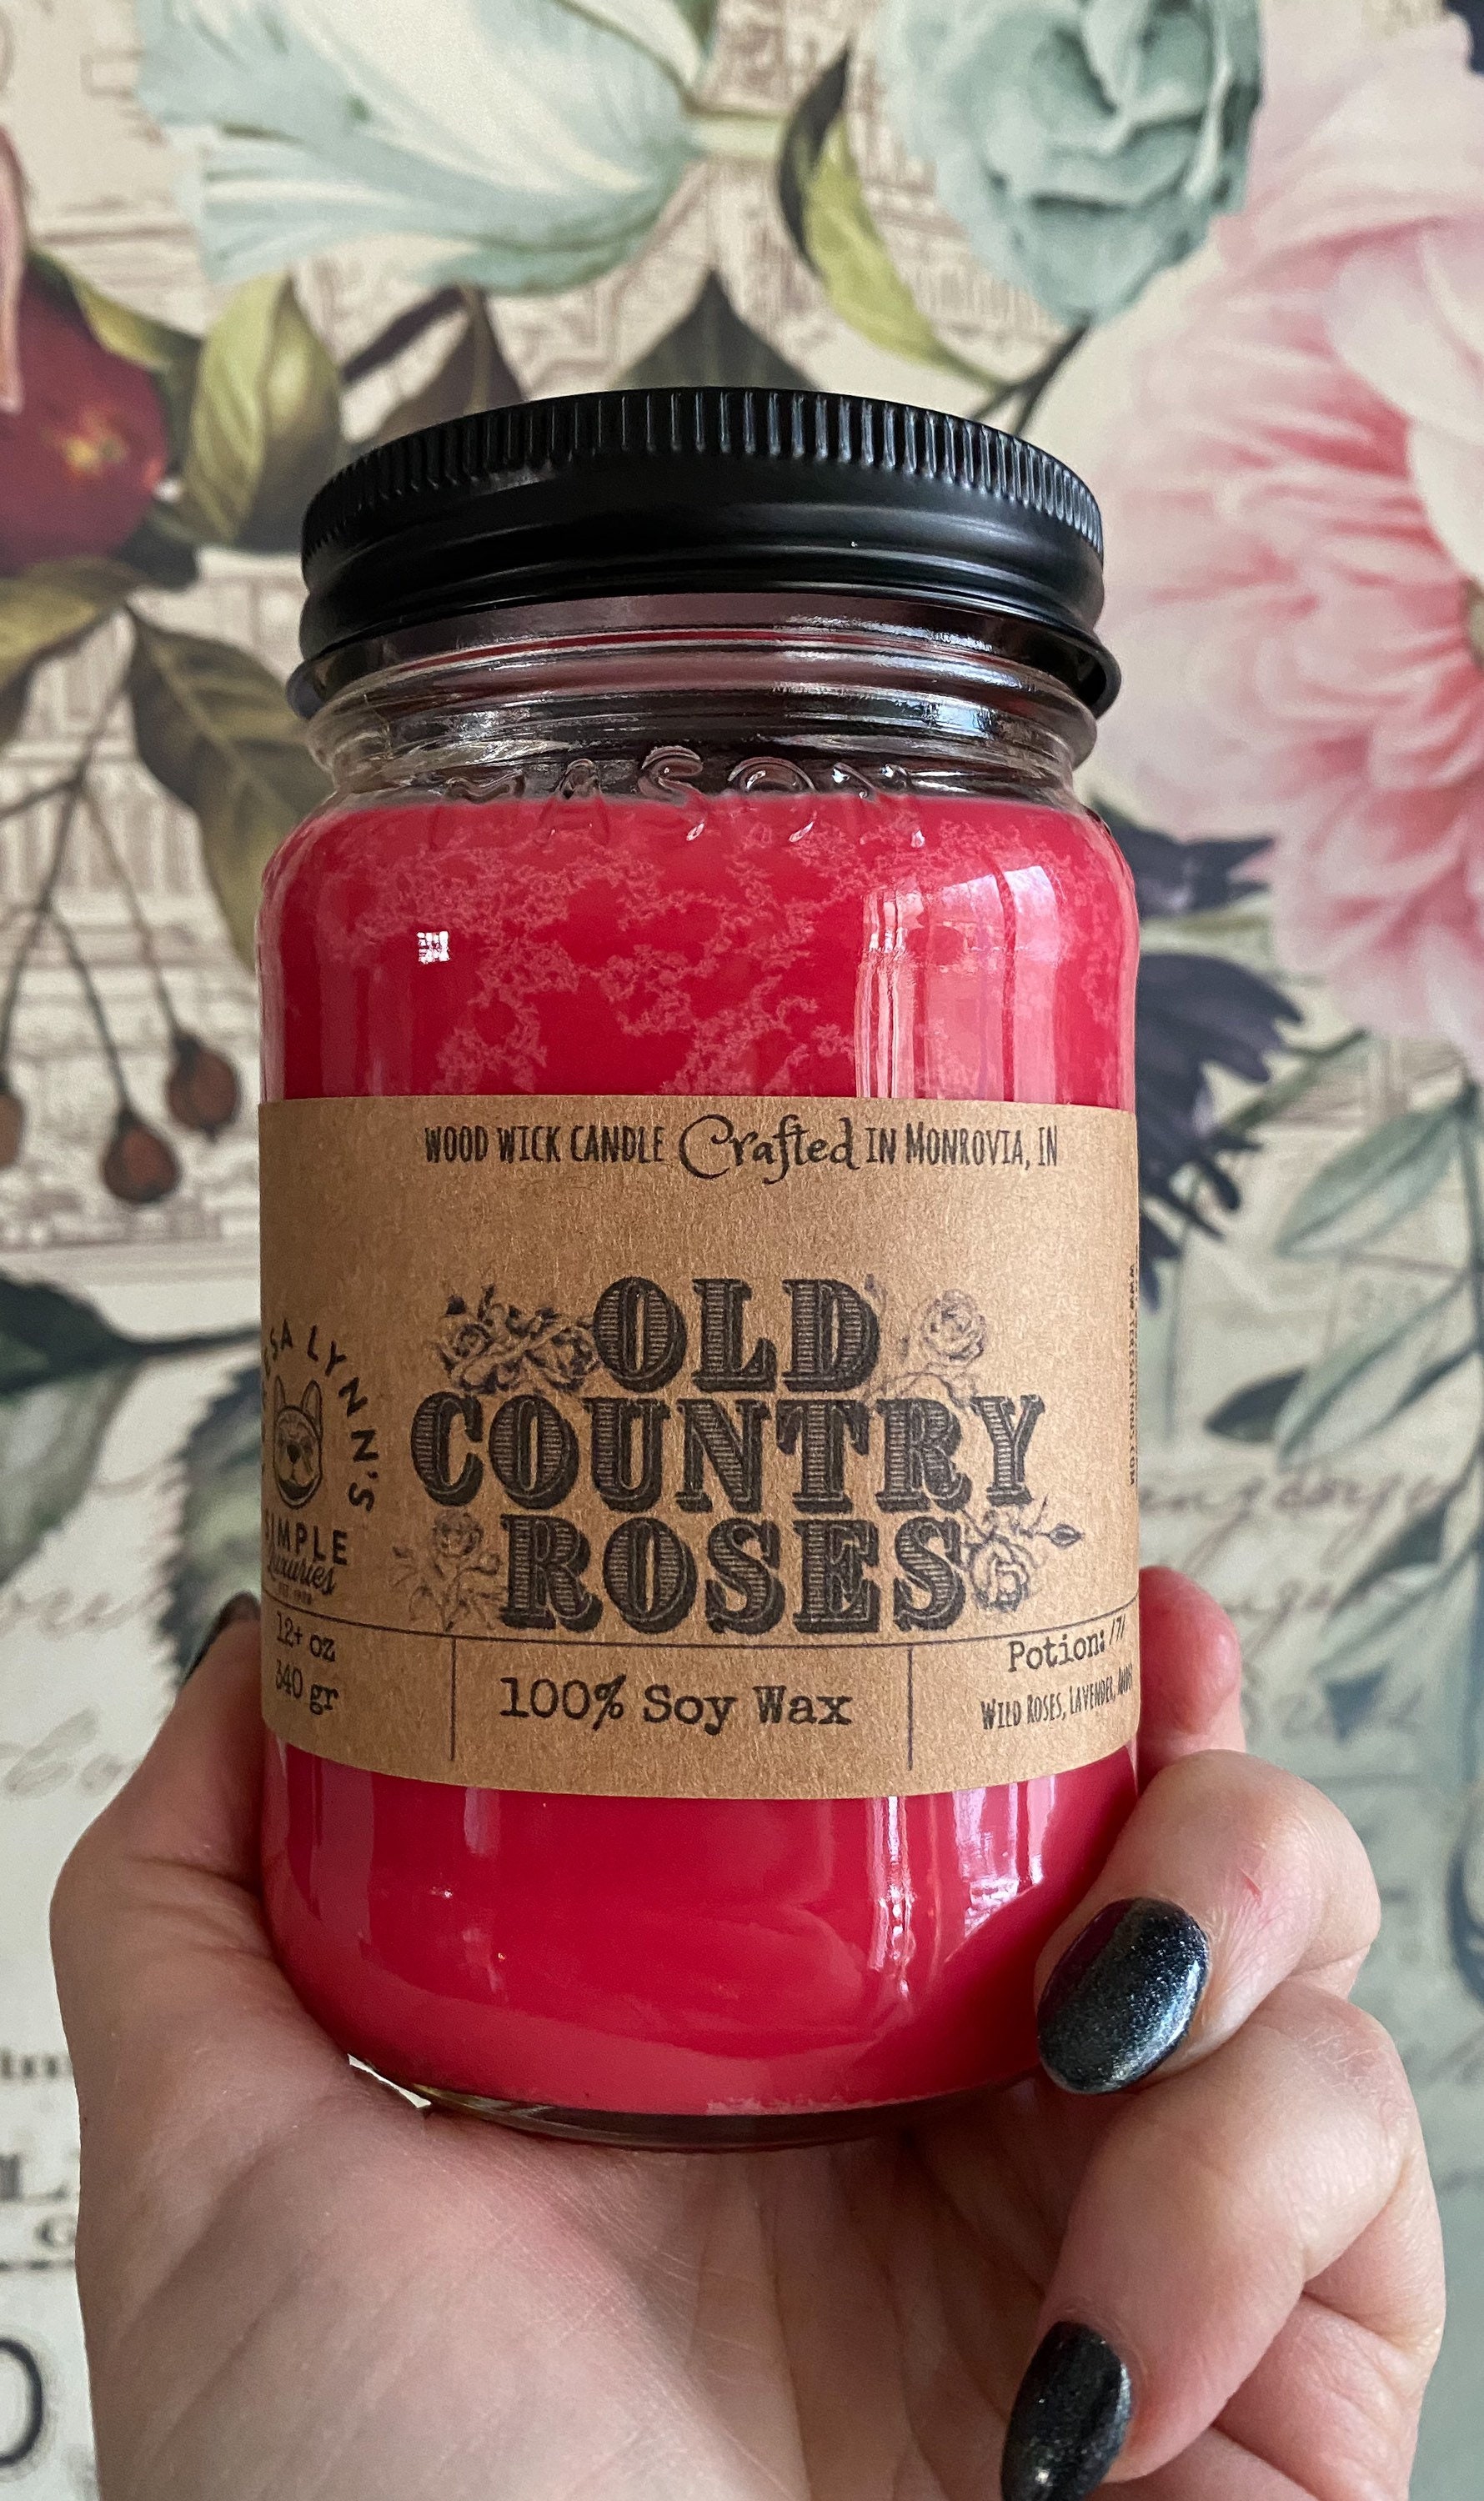 MASON
WOOD WICK CANDLE Crafted IN MONROVIA, IN
OLD
COUNTRY
ROSES
LYNN'S
SIMPLE
Luxuries
12+ oz
340 gr
100% Soy Wax
Potion:
WILD ROSES, LAVENDER,